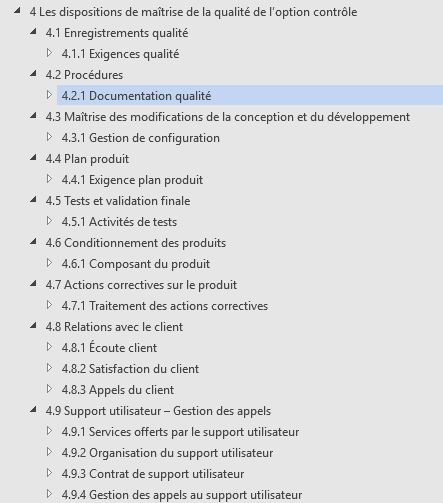 4 Les dispositions de maîtrise de la qualité de l'option contrôle
4.1 Enregistrements qualité
4.1.1 Exigences qualité
4.2 Procédures
4.2.1 Documentation qualité
4.3 Maîtrise des modifications de la conception et du développement
4.3.1 Gestion de configuration
4.4 Plan produit
4.4.1 Exigence plan produit
4.5 Tests et validation finale
4.5.1 Activités de tests
4.6 Conditionnement des produits
4.6.1 Composant du produit
4.7 Actions correctives sur le produit
4.7.1 Traitement des actions correctives
4.8 Relations avec le client
4.8.1 Écoute client
4.8.2 Satisfaction du client
4.8.3 Appels du client
4.9 Support utilisateur – Gestion des appels
4.9.1 Services offerts par le support utilisateur
4.9.2 Organisation du support utilisateur
4.9.3 Contrat de support utilisateur
4.9.4 Gestion des appels au support utilisateur